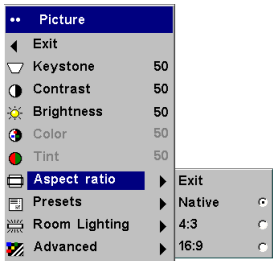 Picture
Exit
Keystone 50
Contrast 50
Brightness 50
Color 50
Tint 50
Aspect ratio
Presets
Room Lighting
Advanced
Exit
Native
4:3
16:9